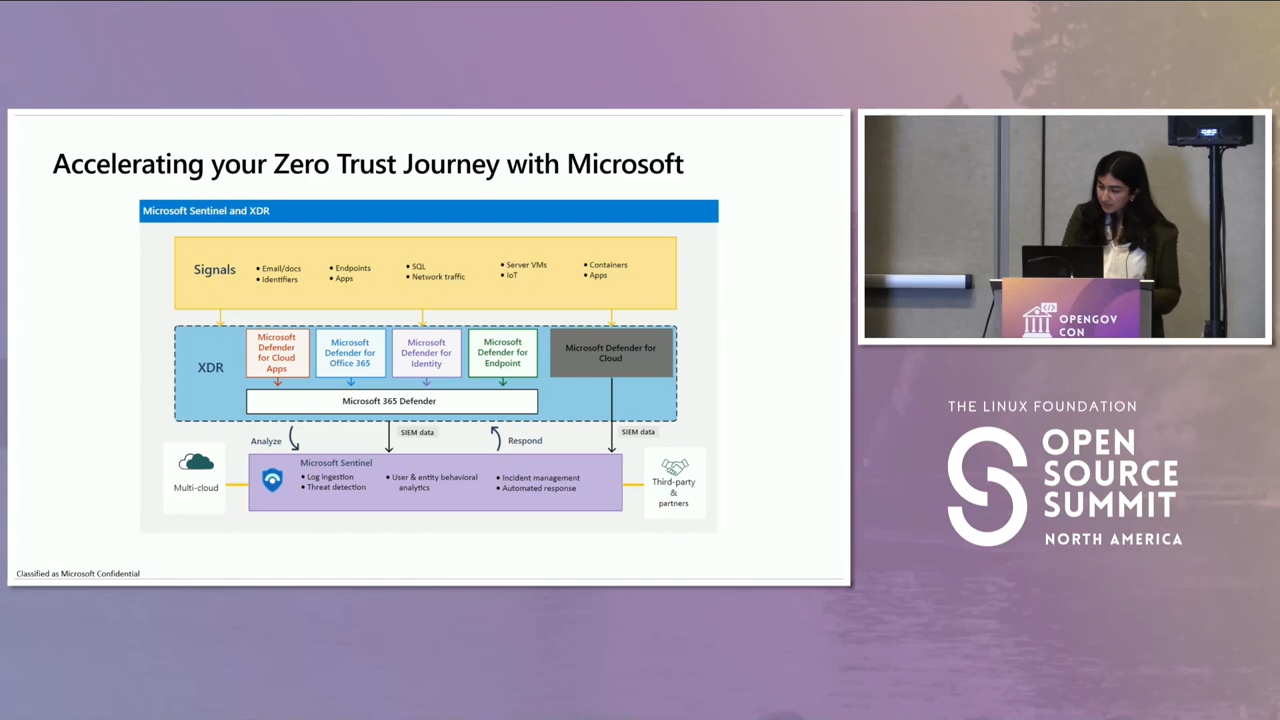 Accelerating your Zero Trust Journey with Microsoft
Microsoft Sentinel and XDR
Signals
• Email/docs
• Identifiers
• Endpoints
• Apps
• SQL
• Network traffic
• Server VMs
• IoT
• Containers
• Apps
XDR
Microsoft
Defender
for Cloud
Apps
Microsoft
Defender for
Office 365
Microsoft
Defender for
Identity
Microsoft
Defender for
Endpoint
Microsoft Defender for
Cloud
Microsoft 365 Defender
Analyze
SIEM data
Respond
SIEM data
Multi-cloud
Microsoft Sentinel
• Log ingestion
• Threat detection
• User & entity behavioral
analytics
• Incident management
• Automated response
Third-party
&
partners
Classified as Microsoft Confidential
OPENGOV
CON
THE LINUX FOUNDATION
OPEN
SOURCE
SUMMIT
NORTH AMERICA